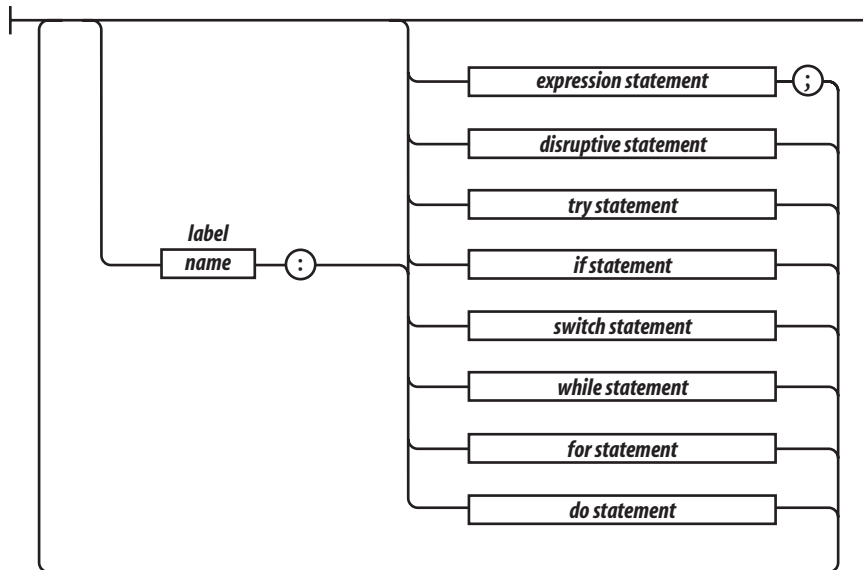 expression statement ;
disruptive statement
try statement
label
name :
if statement
switch statement
while statement
for statement
do statement